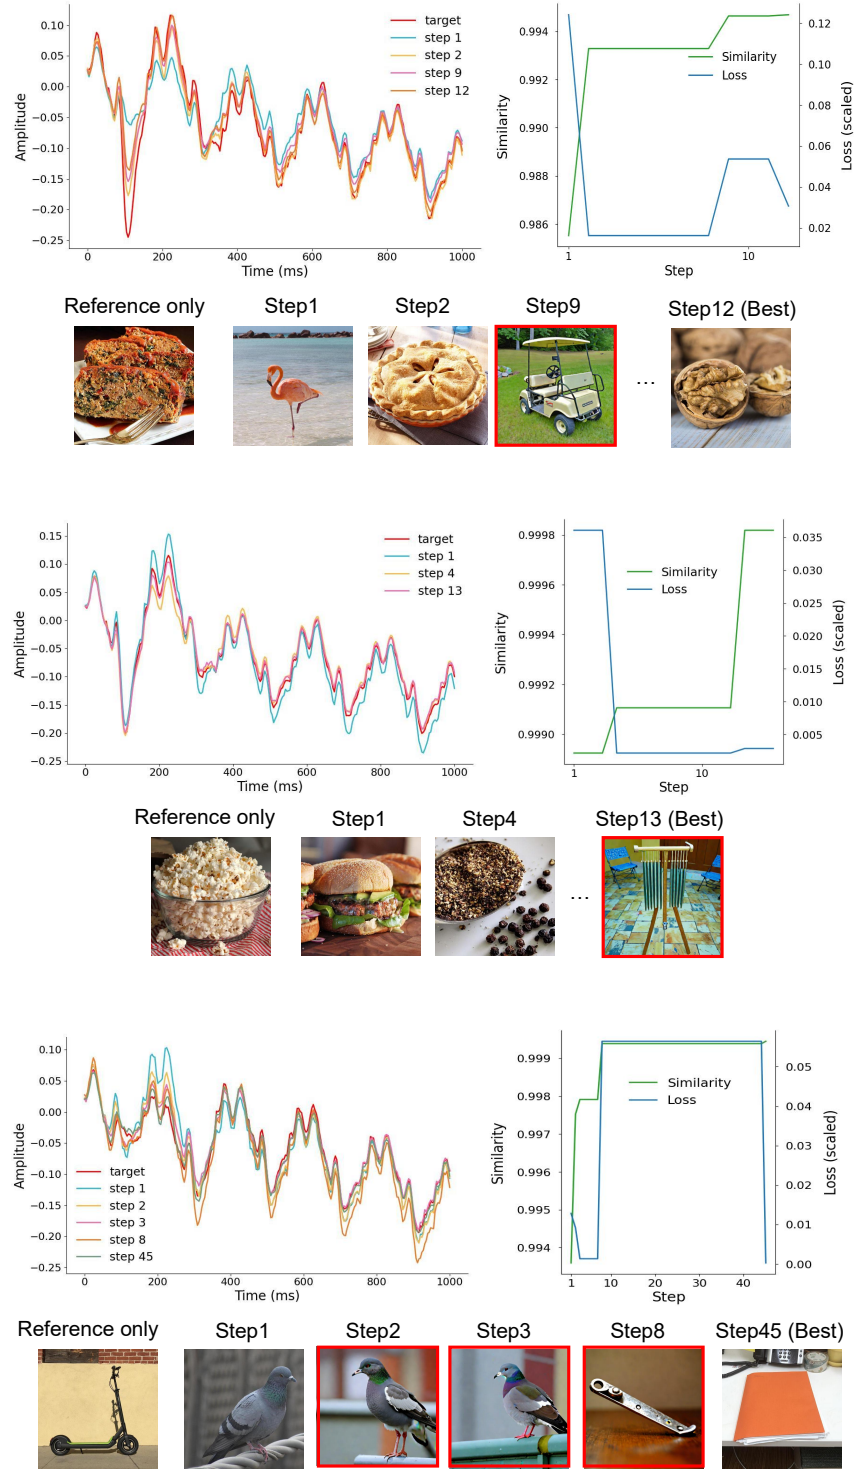 0.10
0.05
0.00
−0.05
−0.10
−0.15
−0.20
−0.25
Amplitude
0
200
400
600
800
1000
Time (ms)
target
step 1
step 2
step 9
step 12
0.994
0.992
0.990
0.988
0.986
Similarity
Similarity
Loss
0.12
0.10
0.08
0.06
0.04
0.02
Loss (scaled)
1
10
Step
Reference only
Step1
Step2
Step9
...
Step12 (Best)
0.15
0.10
0.05
0.00
−0.05
−0.10
−0.15
−0.20
−0.25
Amplitude
0
200
400
600
800
1000
Time (ms)
target
step 1
step 4
step 13
0.9998
0.9996
0.9994
0.9992
0.9990
Similarity
Similarity
Loss
0.035
0.030
0.025
0.020
0.015
0.010
0.005
Loss (scaled)
1
10
Step
Reference only
Step1
Step4
...
Step13 (Best)
0.10
0.05
0.00
−0.05
−0.10
−0.15
−0.20
−0.25
Amplitude
0
200
400
600
800
1000
Time (ms)
target
step 1
step 2
step 3
step 8
step 45
0.999
0.998
0.997
0.996
0.995
0.994
Similarity
Similarity
Loss
0.05
0.04
0.03
0.02
0.01
0.00
Loss (scaled)
1
10
20
30
40
Step
Reference only
Step1
Step2
Step3
Step8
Step45 (Best)